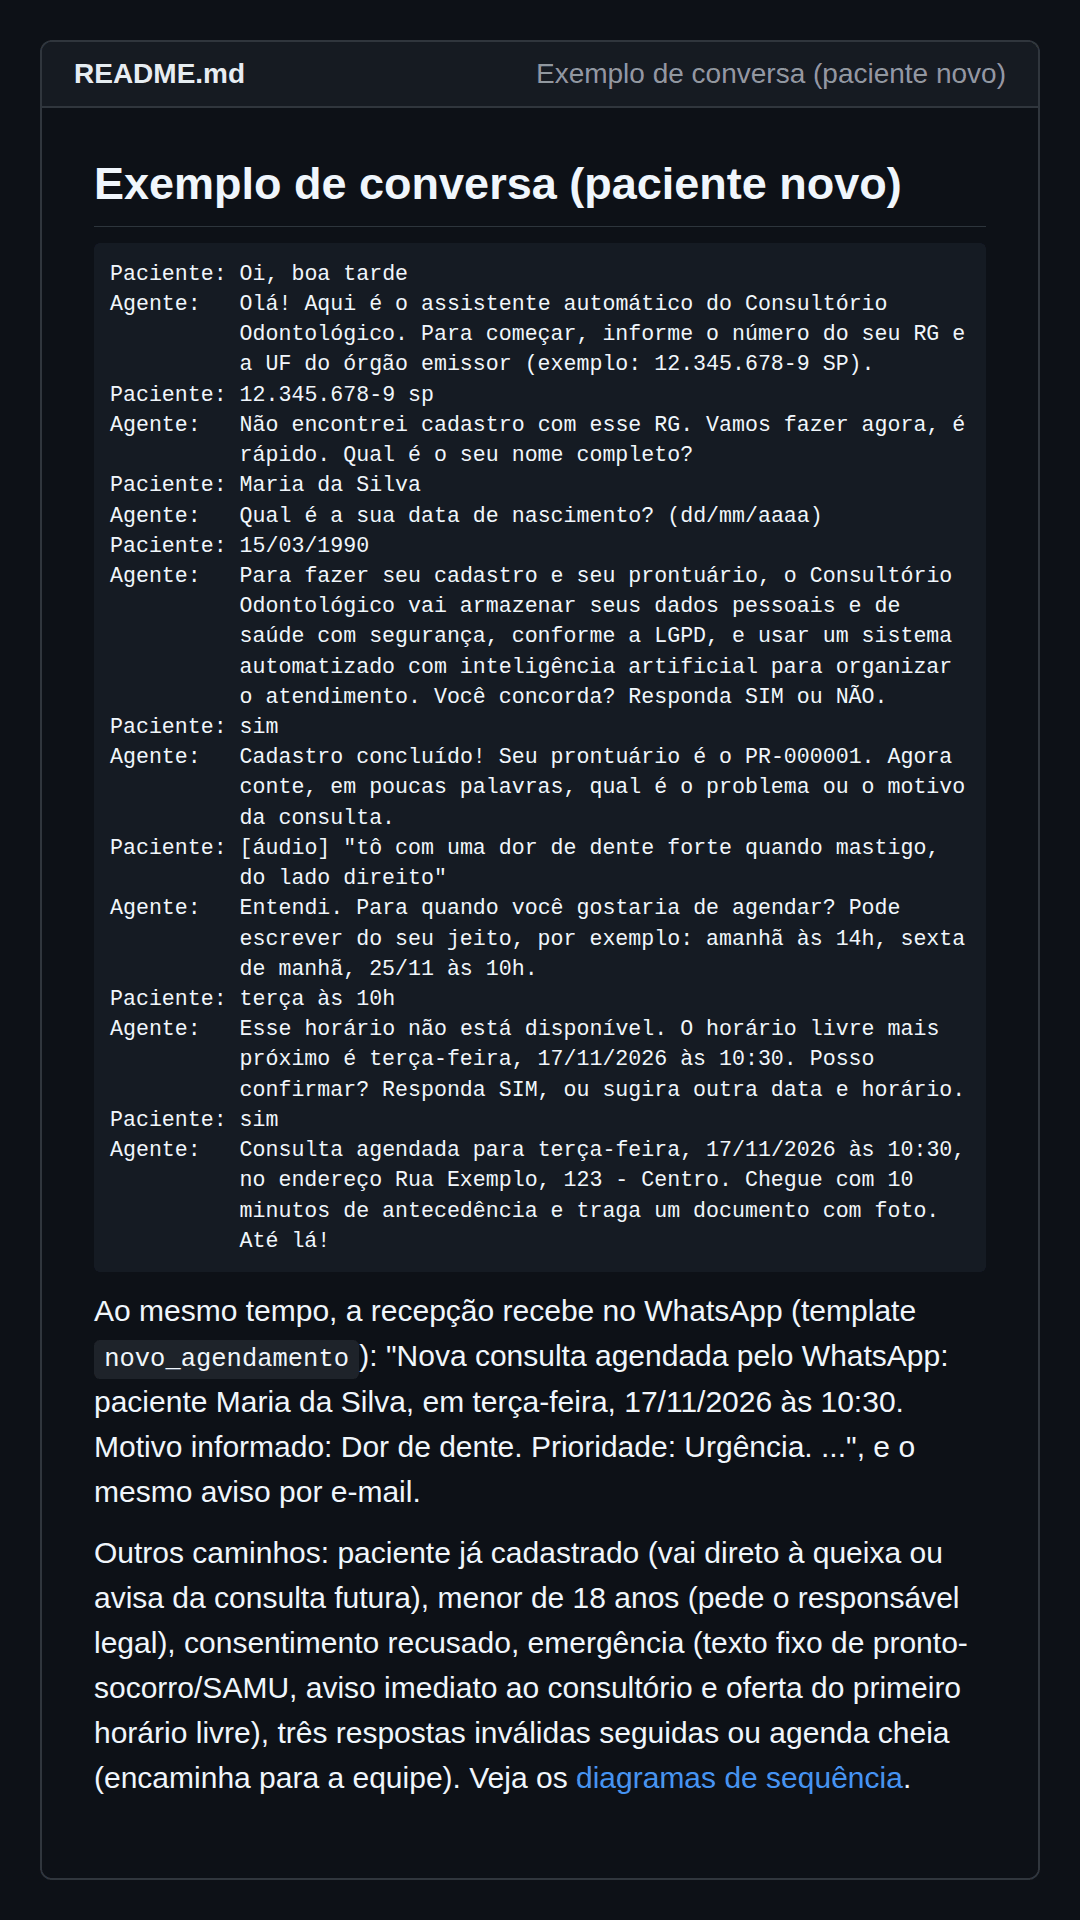 README.md
Exemplo de conversa (paciente novo)
Exemplo de conversa (paciente novo)
Paciente: Oi, boa tarde
Agente:   Olá! Aqui é o assistente automático do Consultório
          Odontológico. Para começar, informe o número do seu RG e
          a UF do órgão emissor (exemplo: 12.345.678-9 SP).
Paciente: 12.345.678-9 sp
Agente:   Não encontrei cadastro com esse RG. Vamos fazer agora, é
          rápido. Qual é o seu nome completo?
Paciente: Maria da Silva
Agente:   Qual é a sua data de nascimento? (dd/mm/aaaa)
Paciente: 15/03/1990
Agente:   Para fazer seu cadastro e seu prontuário, o Consultório
          Odontológico vai armazenar seus dados pessoais e de
          saúde com segurança, conforme a LGPD, e usar um sistema
          automatizado com inteligência artificial para organizar
          o atendimento. Você concorda? Responda SIM ou NÃO.
Paciente: sim
Agente:   Cadastro concluído! Seu prontuário é o PR-000001. Agora
          conte, em poucas palavras, qual é o problema ou o motivo
          da consulta.
Paciente: [áudio] "tô com uma dor de dente forte quando mastigo,
          do lado direito"
Agente:   Entendi. Para quando você gostaria de agendar? Pode
          escrever do seu jeito, por exemplo: amanhã às 14h, sexta
          de manhã, 25/11 às 10h.
Paciente: terça às 10h
Agente:   Esse horário não está disponível. O horário livre mais
          próximo é terça-feira, 17/11/2026 às 10:30. Posso
          confirmar? Responda SIM, ou sugira outra data e horário.
Paciente: sim
Agente:   Consulta agendada para terça-feira, 17/11/2026 às 10:30,
          no endereço Rua Exemplo, 123 - Centro. Chegue com 10
          minutos de antecedência e traga um documento com foto.
          Até lá!
Ao mesmo tempo, a recepção recebe no WhatsApp (template
novo_agendamento): "Nova consulta agendada pelo WhatsApp:
paciente Maria da Silva, em terça-feira, 17/11/2026 às 10:30.
Motivo informado: Dor de dente. Prioridade: Urgência. ...", e o
mesmo aviso por e-mail.
Outros caminhos: paciente já cadastrado (vai direto à queixa ou
avisa da consulta futura), menor de 18 anos (pede o responsável
legal), consentimento recusado, emergência (texto fixo de pronto-
socorro/SAMU, aviso imediato ao consultório e oferta do primeiro
horário livre), três respostas inválidas seguidas ou agenda cheia
(encaminha para a equipe). Veja os diagramas de sequência.